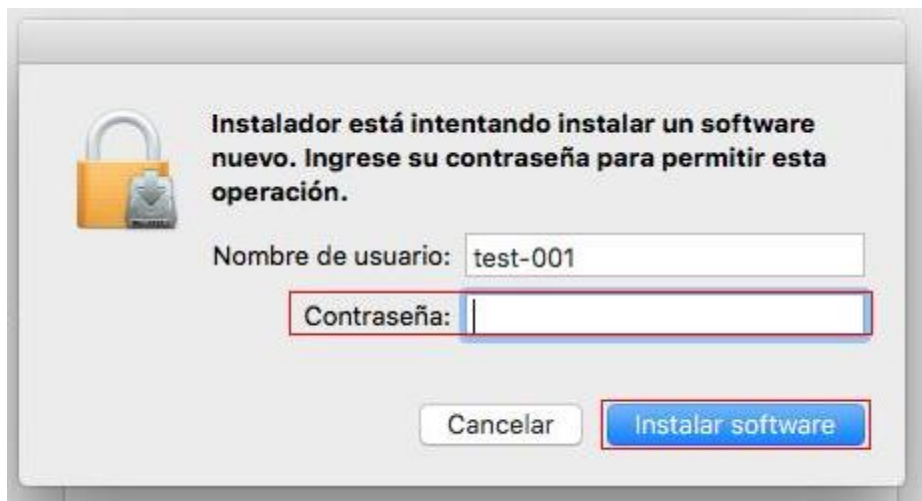 Instalador está intentando instalar un software
nuevo. Ingrese su contraseña para permitir esta
operación.
Nombre de usuario: test-001
Contraseña:
Cancelar Instalar software